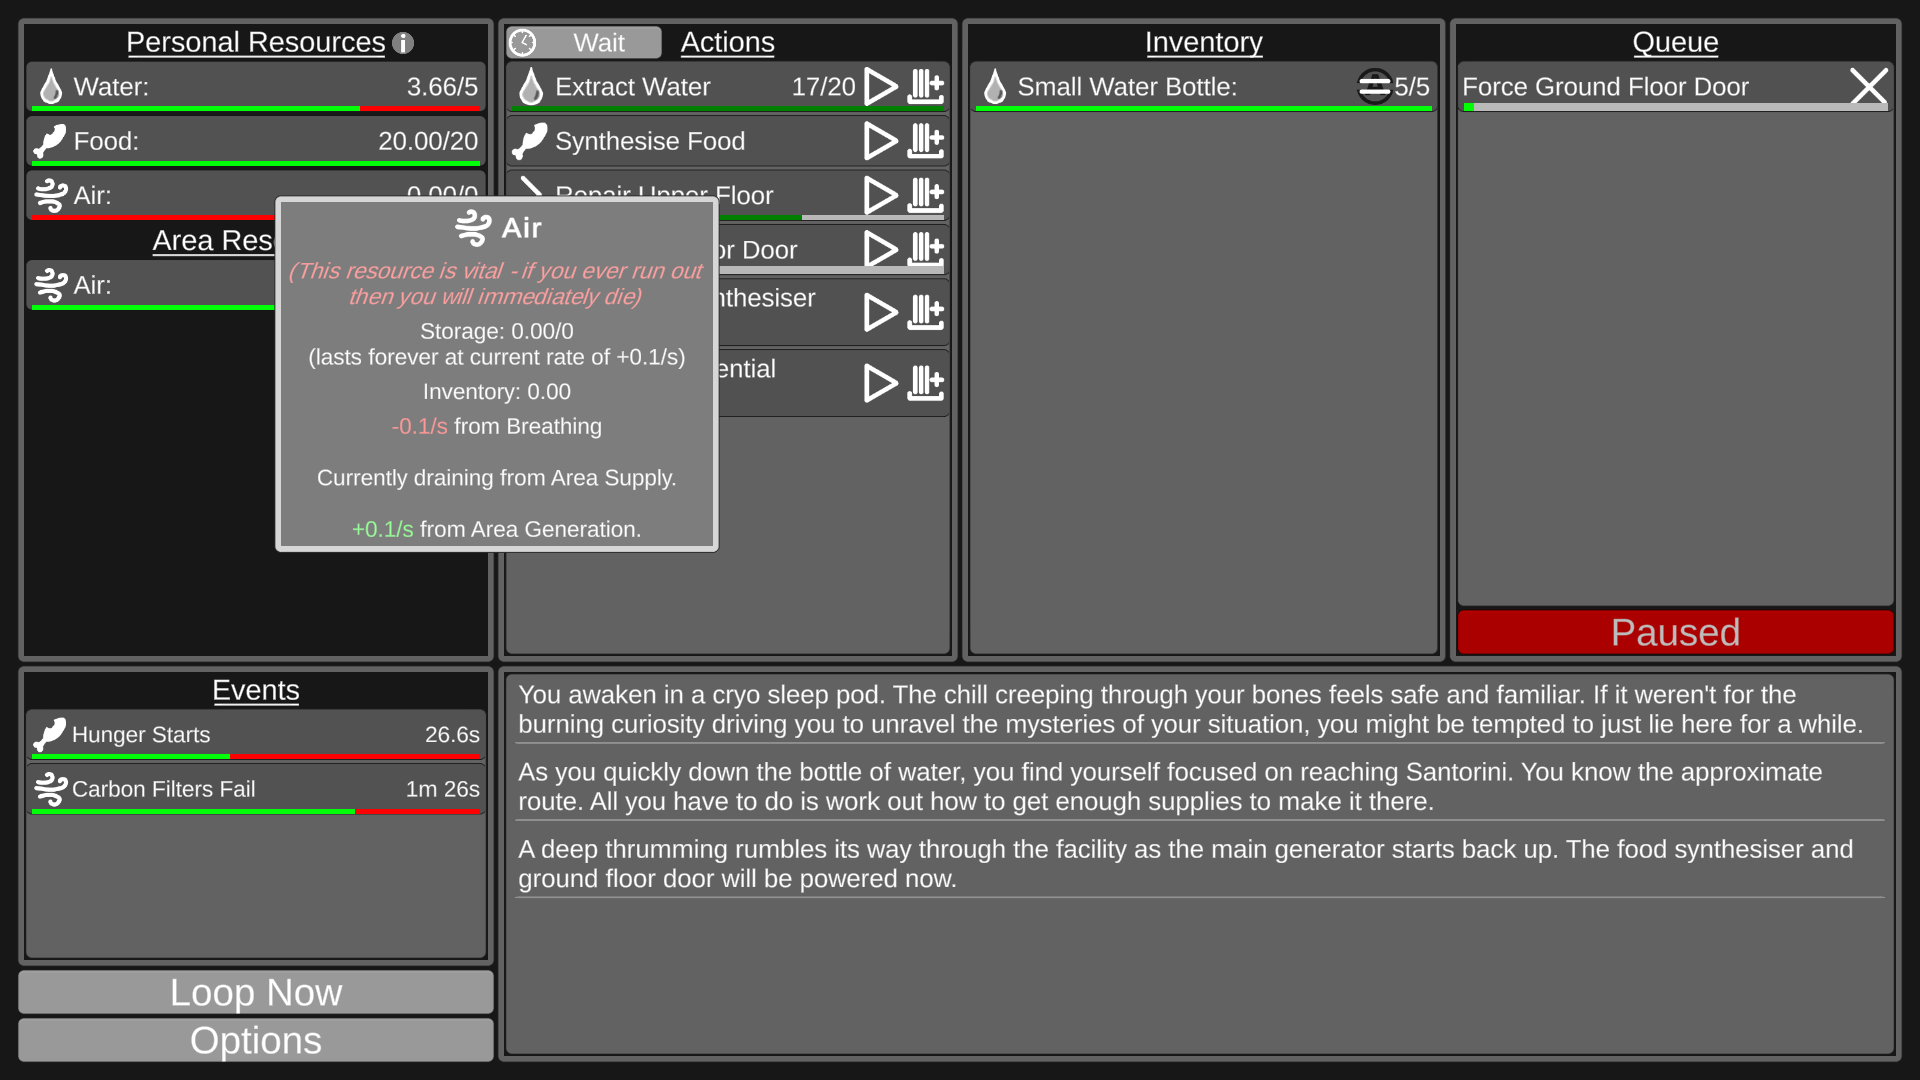 Personal Resources
Water: 3.66/5
Food: 20.00/20
Air: 0.00/0
Area Res
Air:
Wait
Actions
Extract Water 17/20
Synthesise Food
Repair Upper Floor
or Door
nthesiser
ential
Air
(This resource is vital - if you ever run out
then you will immediately die)
Storage: 0.00/0
(lasts forever at current rate of +0.1/s)
Inventory: 0.00
-0.1/s from Breathing
Currently draining from Area Supply.
+0.1/s from Area Generation.
Inventory
Small Water Bottle: 5/5
Queue
Force Ground Floor Door
Paused
Events
Hunger Starts 26.6s
Carbon Filters Fail 1m 26s
Loop Now
Options
You awaken in a cryo sleep pod. The chill creeping through your bones feels safe and familiar. If it weren't for the
burning curiosity driving you to unravel the mysteries of your situation, you might be tempted to just lie here for a while.
As you quickly down the bottle of water, you find yourself focused on reaching Santorini. You know the approximate
route. All you have to do is work out how to get enough supplies to make it there.
A deep thrumming rumbles its way through the facility as the main generator starts back up. The food synthesiser and
ground floor door will be powered now.